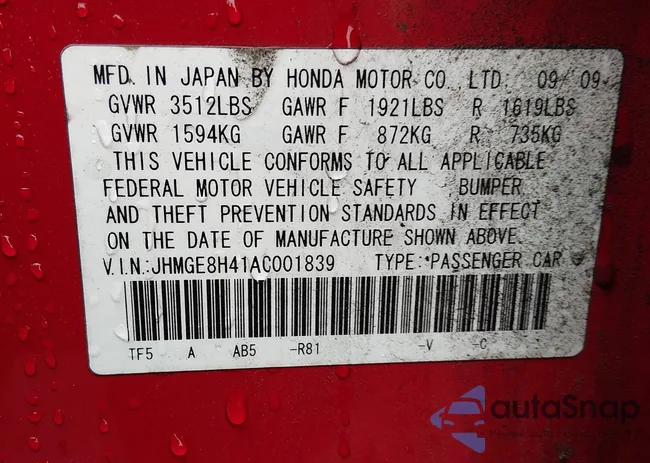 MFD. IN JAPAN BY HONDA MOTOR CO. LTD. 09/09
GVWR 3512LBS GAWR F 1921LBS R 1619LBS
GVWR 1594KG GAWR F 872KG R 735KG
THIS VEHICLE CONFORMS TO ALL APPLICABLE
FEDERAL MOTOR VEHICLE SAFETY BUMPER
AND THEFT PREVENTION STANDARDS IN EFFECT
ON THE DATE OF MANUFACTURE SHOWN ABOVE.
V.I.N.:JHMGE8H41AC001839 TYPE:PASSENGER CAR
TF5 A AB5 -R81 -V -C
autoSnap